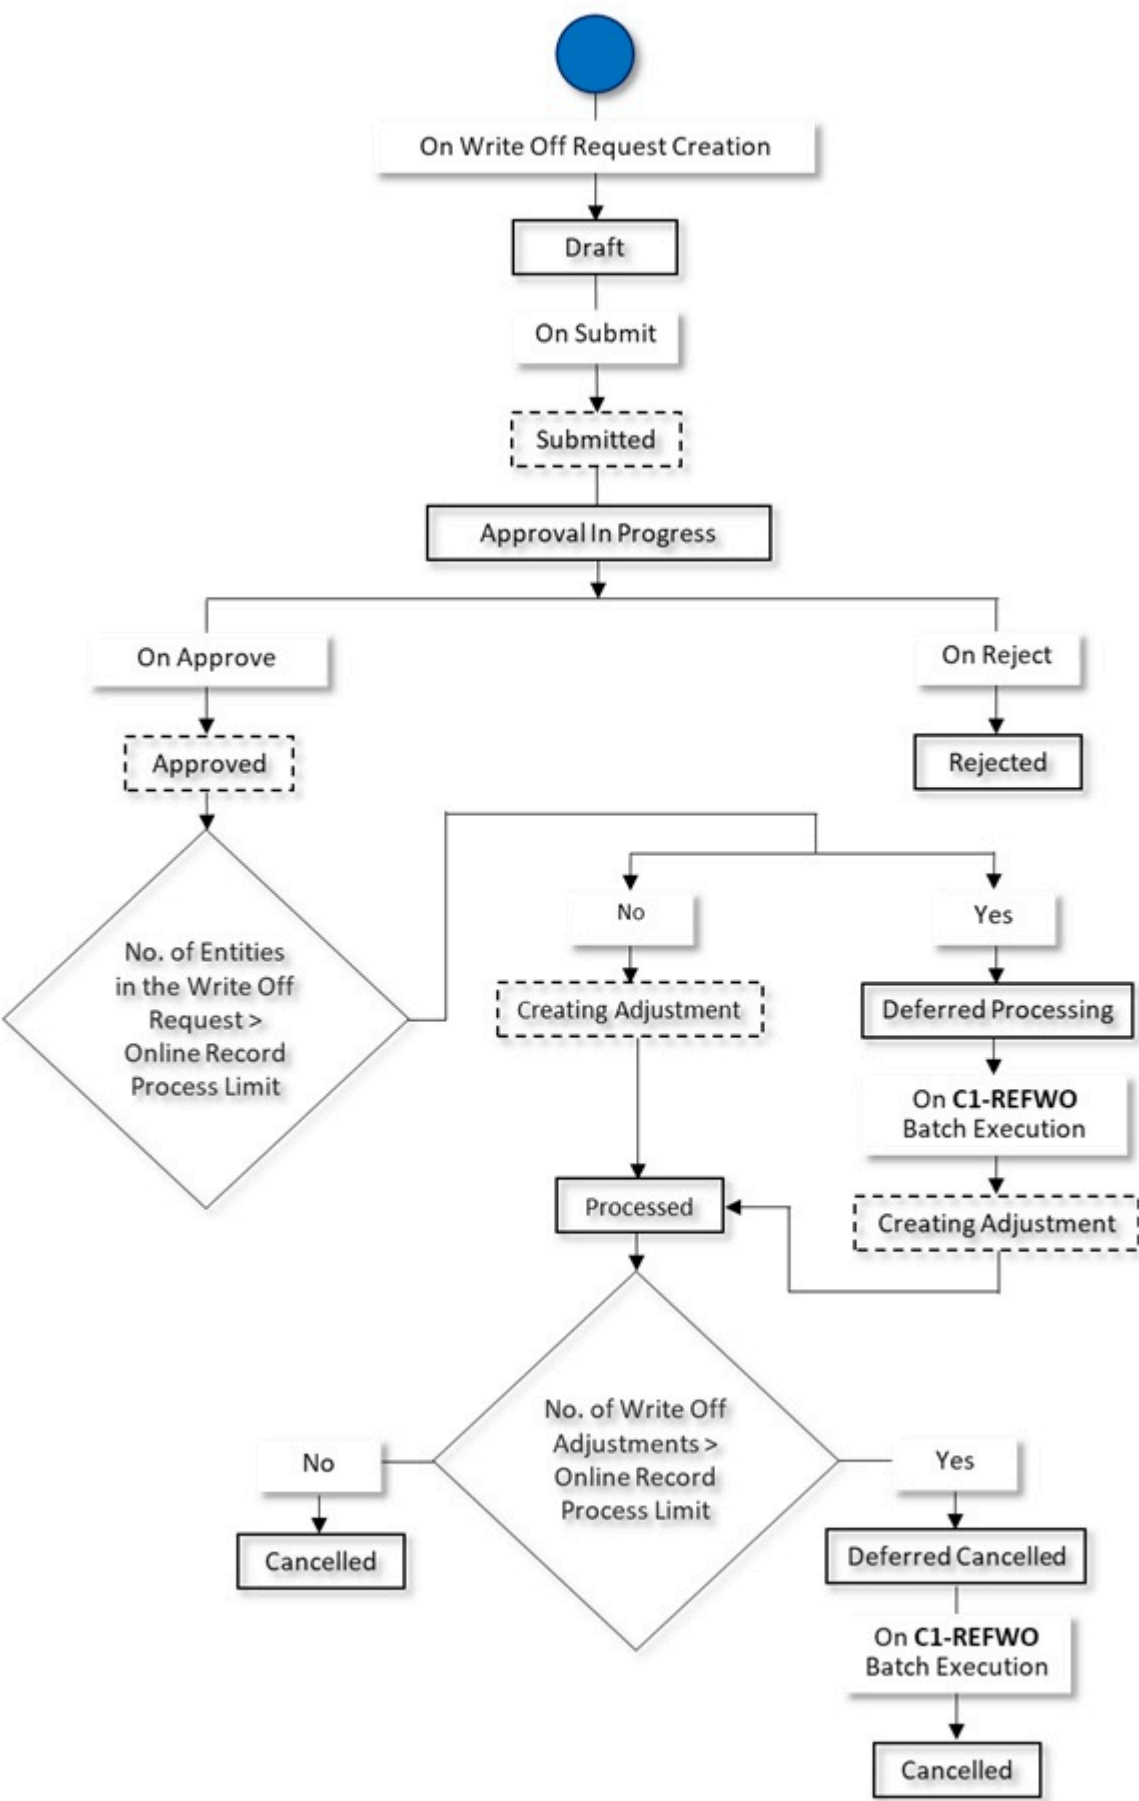 On Write Off Request Creation
Draft
On Submit
Submitted
Approval In Progress
On Approve
On Reject
Approved
Rejected
No. of Entities
in the Write Off
Request >
Online Record
Process Limit
No
Yes
Creating Adjustment
Deferred Processing
On C1-REFWO
Batch Execution
Processed
Creating Adjustment
No. of Write Off
Adjustments >
Online Record
Process Limit
No
Yes
Cancelled
Deferred Cancelled
On C1-REFWO
Batch Execution
Cancelled